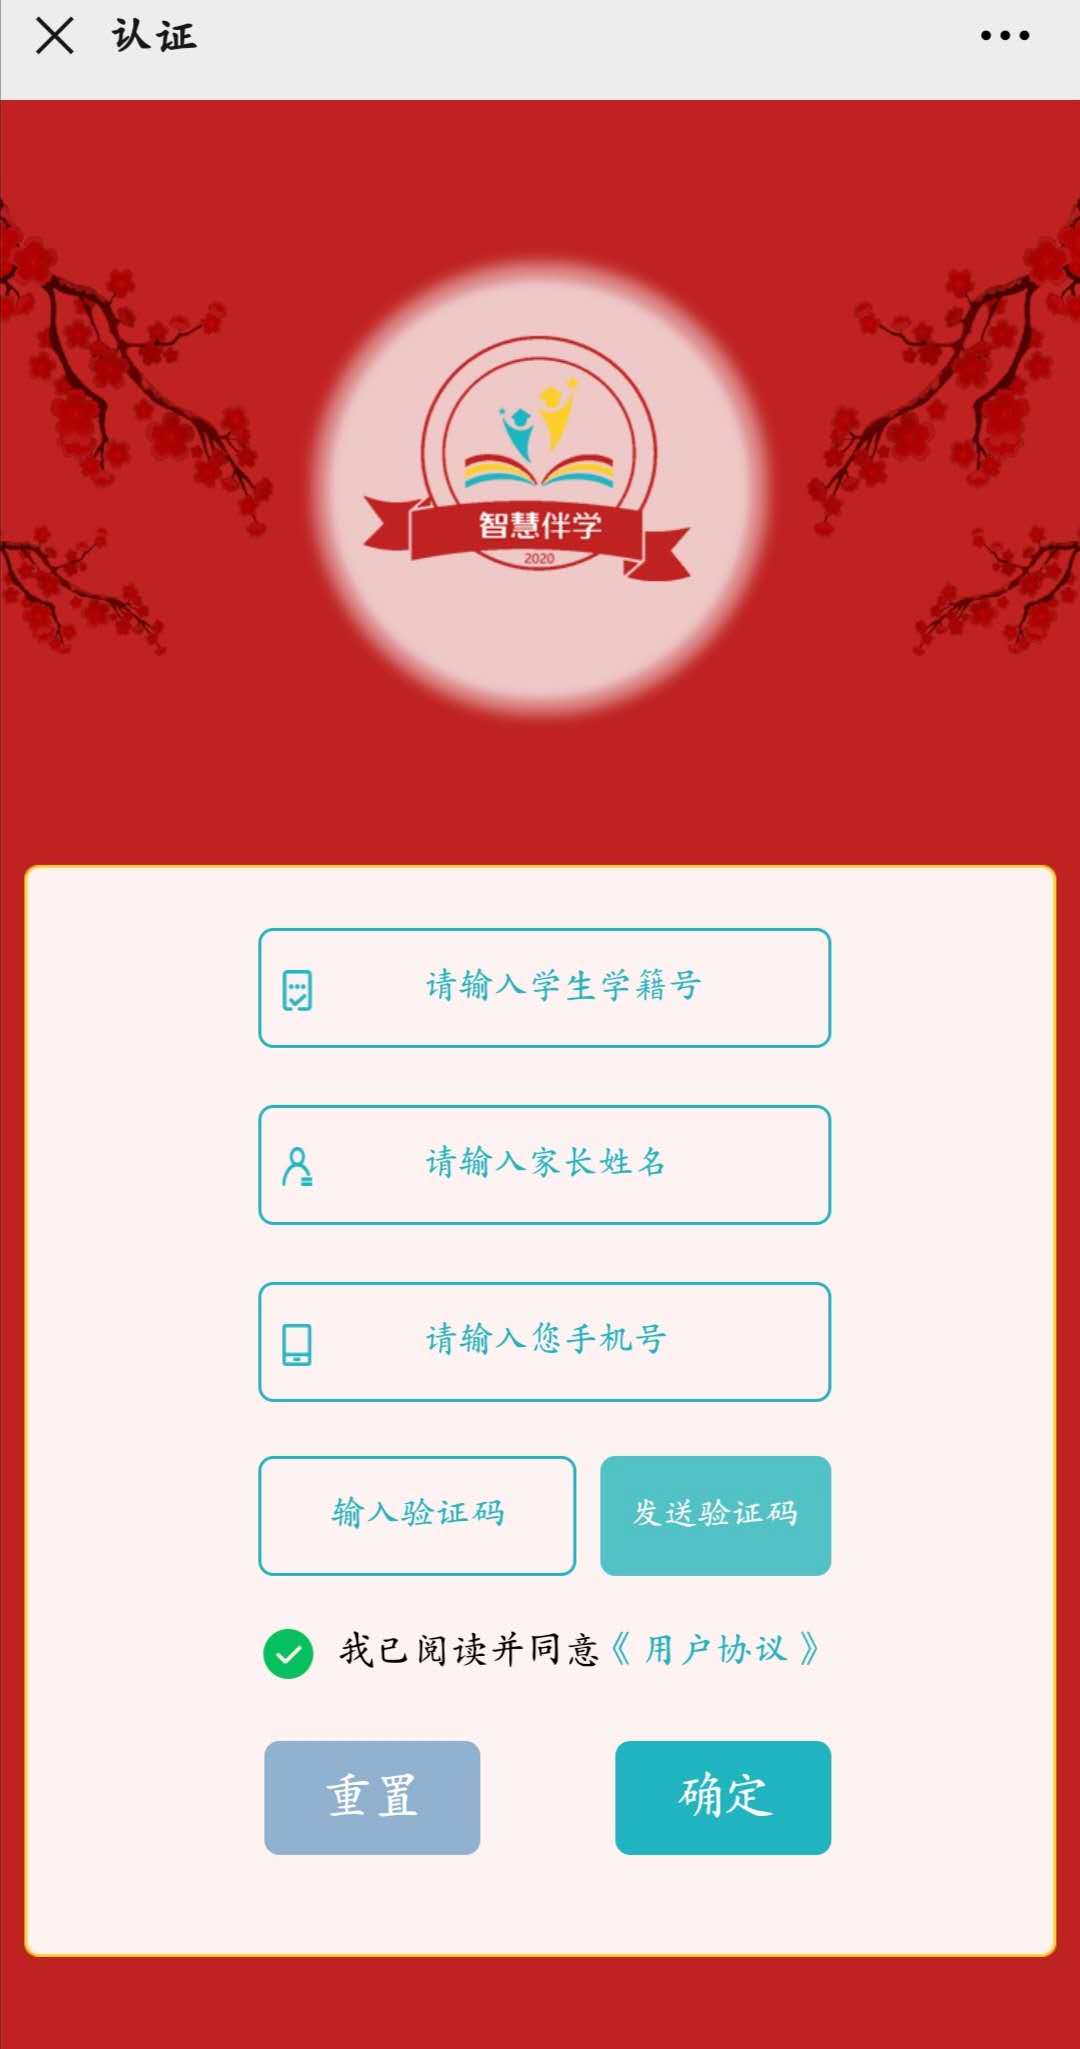 认证
智慧伴学
2020
请输入学生学籍号
请输入家长姓名
请输入您手机号
输入验证码 发送验证码
我已阅读并同意《用户协议》
重置 确定